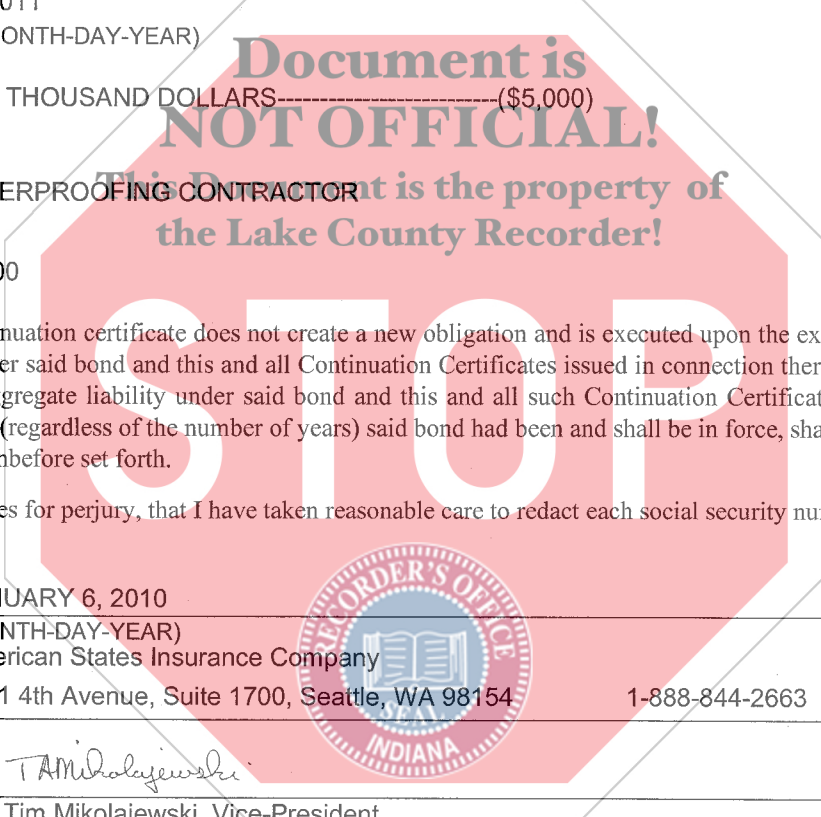 011
ONTH-DAY-YEAR)
Document is
THOUSAND DOLLARS--------------------------($5,000)
NOT OFFICIAL!
This Document is the property of
ERPROOFING CONTRACTOR
the Lake County Recorder!
00
STOP
nuation certificate does not create a new obligation and is executed upon the ex
er said bond and this and all Continuation Certificates issued in connection ther
gregate liability under said bond and this and all such Continuation Certificat
(regardless of the number of years) said bond had been and shall be in force, sha
nbefore set forth.
es for perjury, that I have taken reasonable care to redact each social security nu
RECORDER'S OFFICE
SEAL
INDIANA
NUARY 6, 2010
NTH-DAY-YEAR)
erican States Insurance Company
1 4th Avenue, Suite 1700, Seattle, WA 98154 1-888-844-2663
TAMikolajewski
Tim Mikolajewski, Vice-President